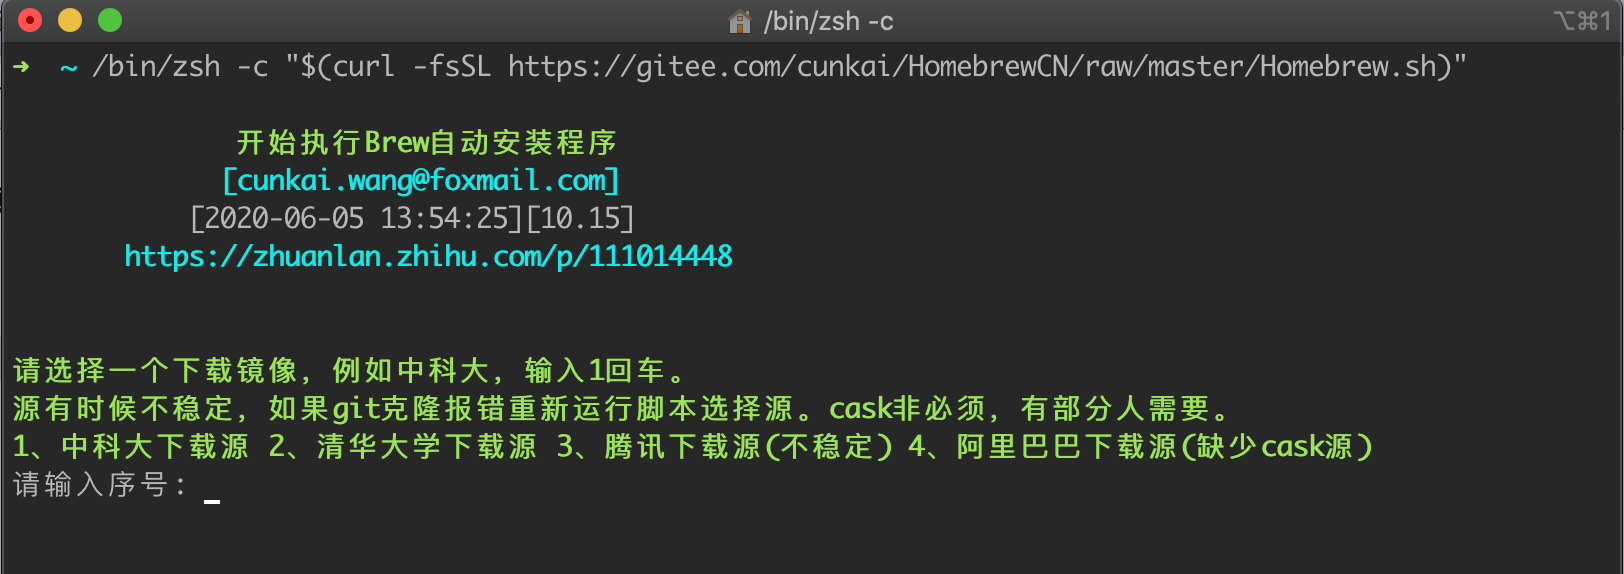 /bin/zsh -c
⌥⌘1
➜ ~ /bin/zsh -c "$(curl -fsSL https://gitee.com/cunkai/HomebrewCN/raw/master/Homebrew.sh)"
开始执行Brew自动安装程序
[cunkai.wang@foxmail.com]
[2020-06-05 13:54:25][10.15]
https://zhuanlan.zhihu.com/p/111014448
请选择一个下载镜像，例如中科大，输入1回车。
源有时候不稳定，如果git克隆报错重新运行脚本选择源。cask非必须，有部分人需要。
1、中科大下载源 2、清华大学下载源 3、腾讯下载源(不稳定) 4、阿里巴巴下载源(缺少cask源)
请输入序号：